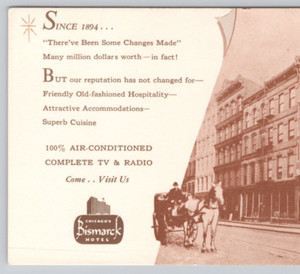 SINCE 1894...
"There've Been Some Changes Made"
Many million dollars worth—in fact!
BUT our reputation has not changed for—
Friendly Old-fashioned Hospitality—
Attractive Accommodations—
Superb Cuisine
100% AIR-CONDITIONED
COMPLETE TV & RADIO
Come . . Visit Us
CHICAGO'S
Bismarck
HOTEL